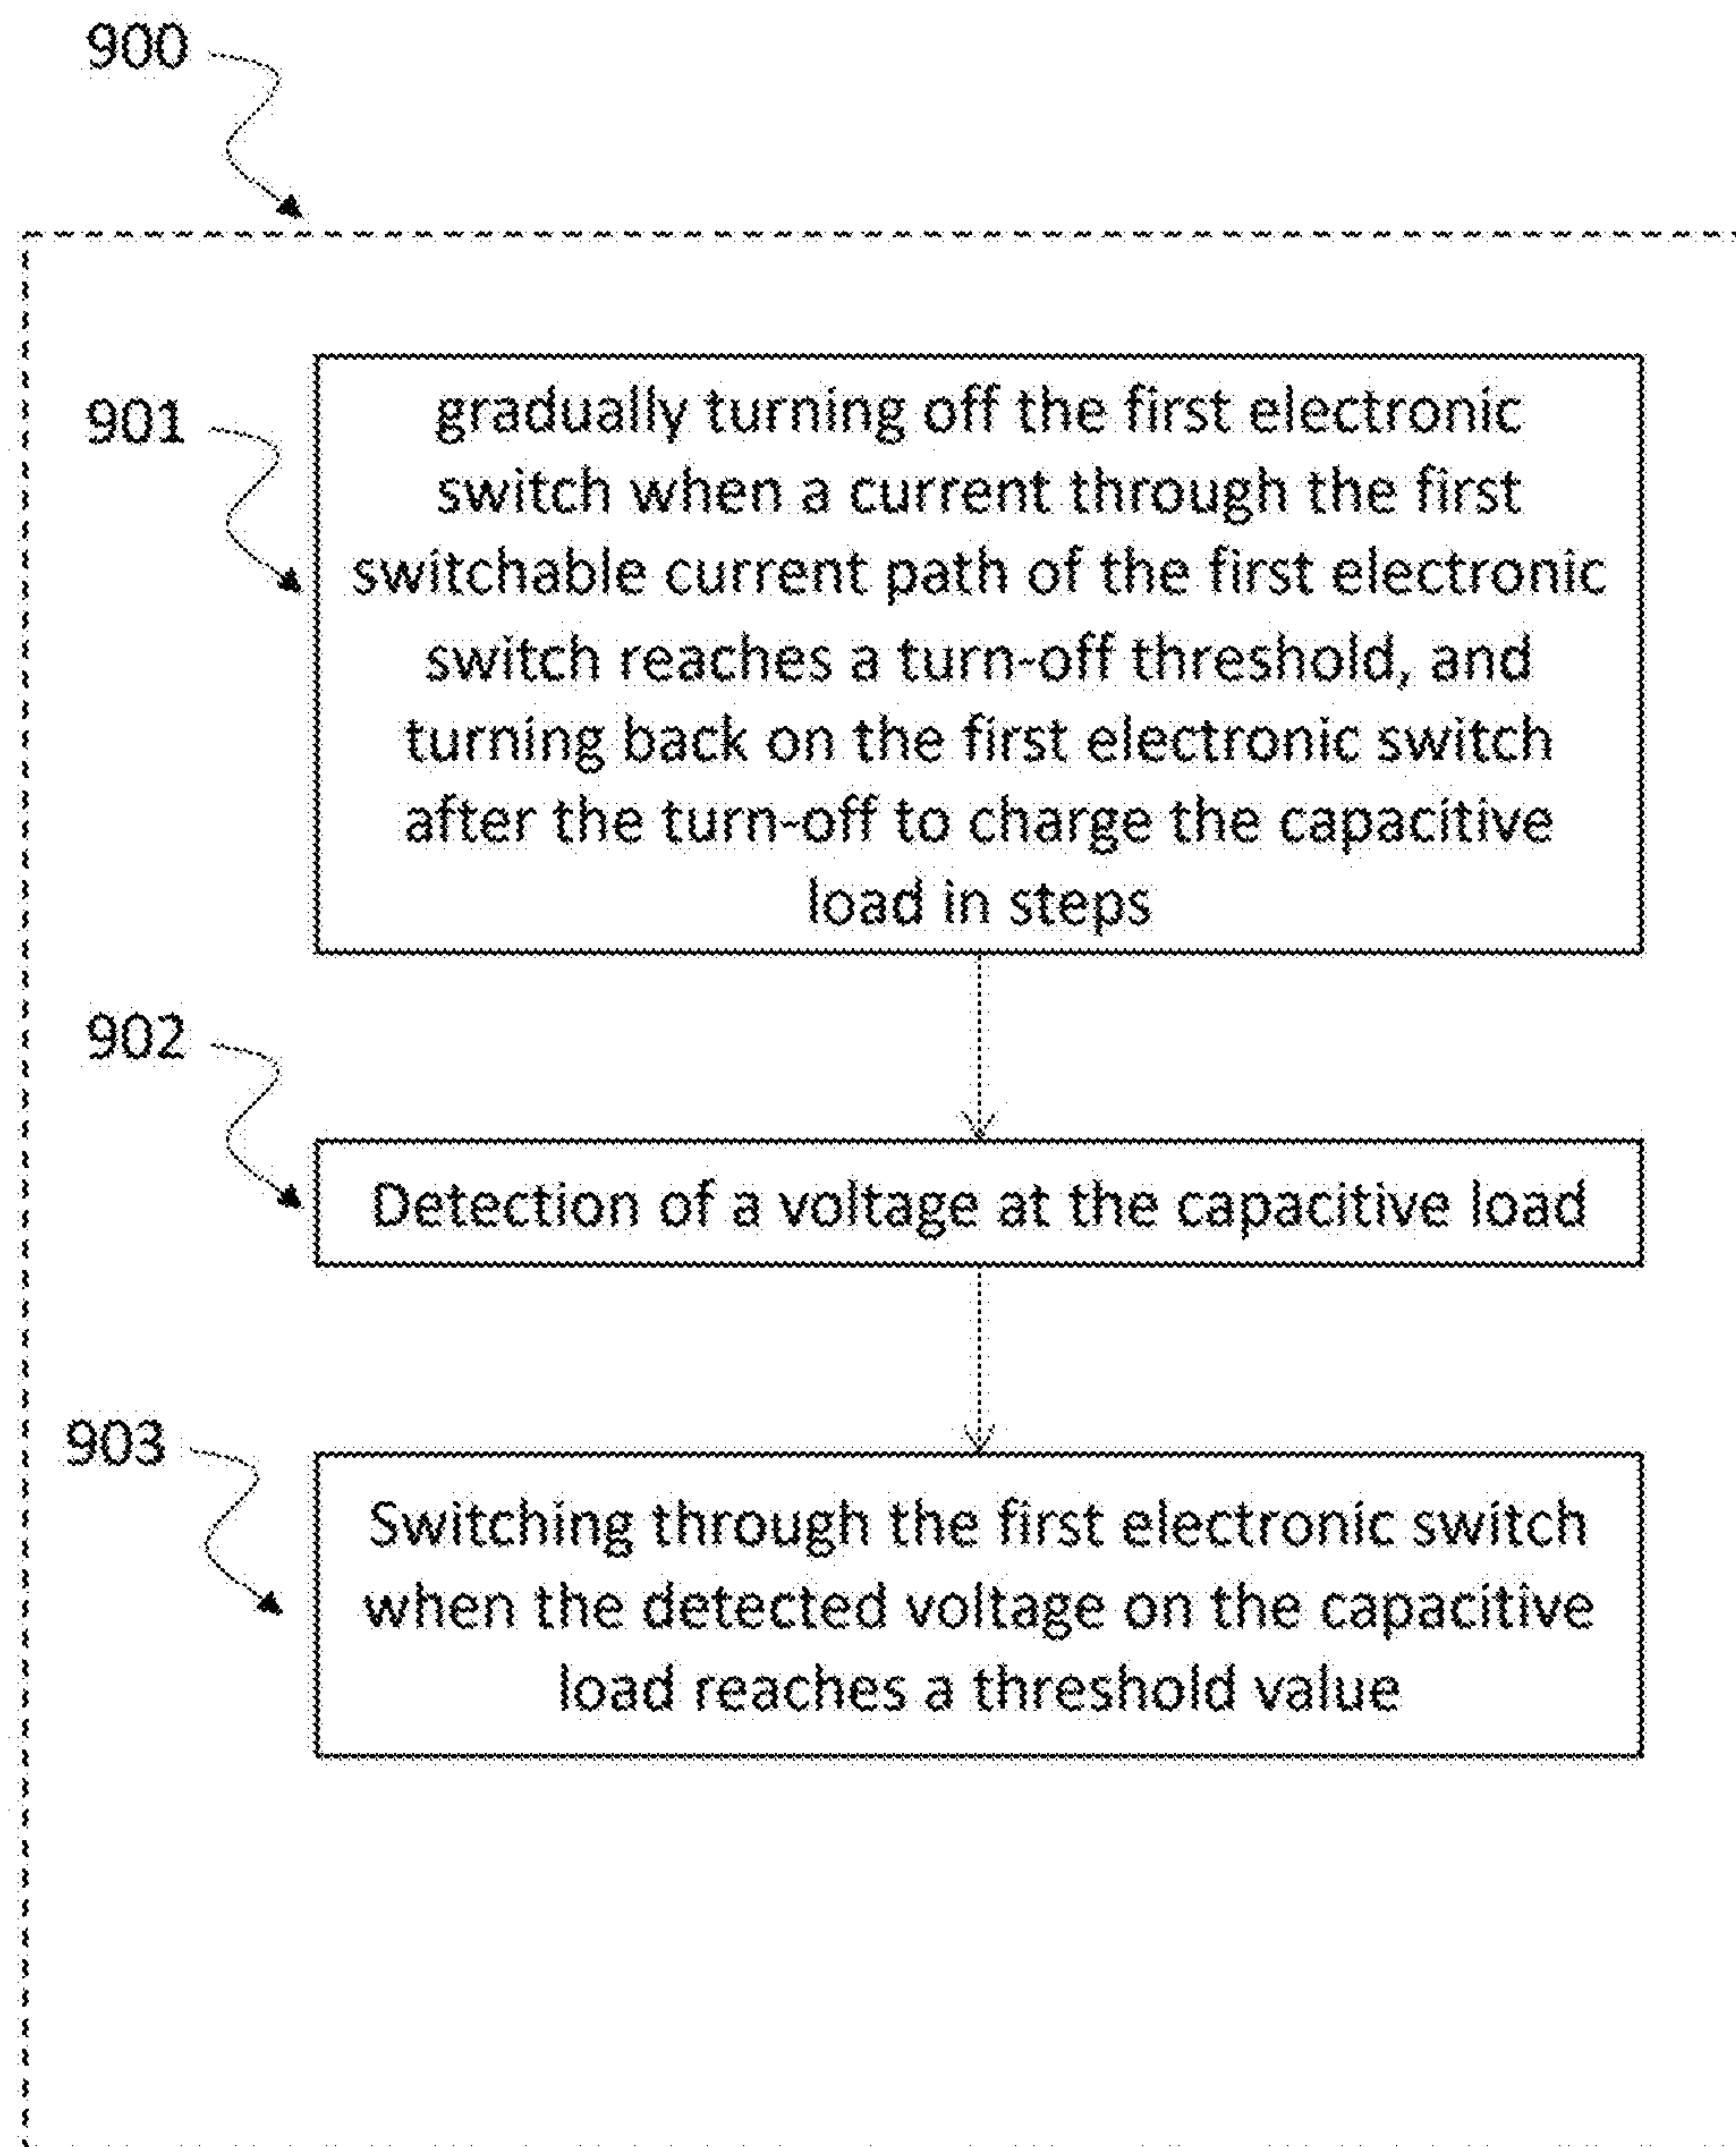 900
901
gradually turning off the first electronic
switch when a current through the first
switchable current path of the first electronic
switch reaches a turn-off threshold, and
turning back on the first electronic switch
after the turn-off to charge the capacitive
load in steps
902
Detection of a voltage at the capacitive load
903
Switching through the first electronic switch
when the detected voltage on the capacitive
load reaches a threshold value